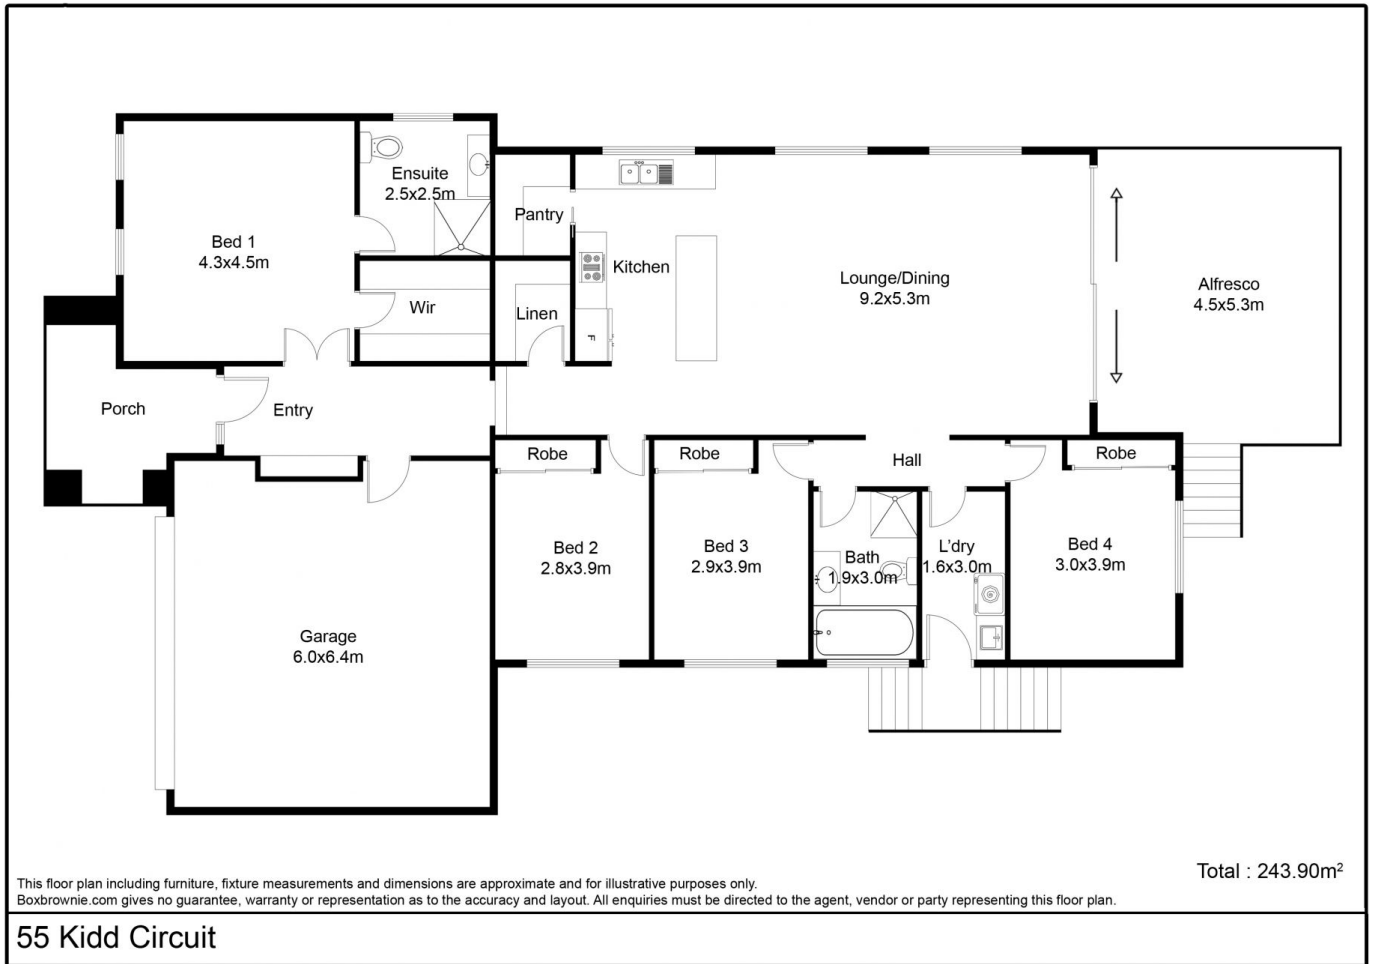 Ensuite
2.5x2.5m
Bed 1
4.3x4.5m
Pantry
Kitchen
Lounge/Dining
9.2x5.3m
Alfresco
4.5x5.3m
Wir
Linen
F
Porch
Entry
Robe
Robe
Hall
Robe
Bed 2
2.8x3.9m
Bed 3
2.9x3.9m
Bath
1.9x3.0m
L'dry
1.6x3.0m
Bed 4
3.0x3.9m
Garage
6.0x6.4m
Total : 243.90m²
This floor plan including furniture, fixture measurements and dimensions are approximate and for illustrative purposes only.
Boxbrownie.com gives no guarantee, warranty or representation as to the accuracy and layout. All enquiries must be directed to the agent, vendor or party representing this floor plan.
55 Kidd Circuit